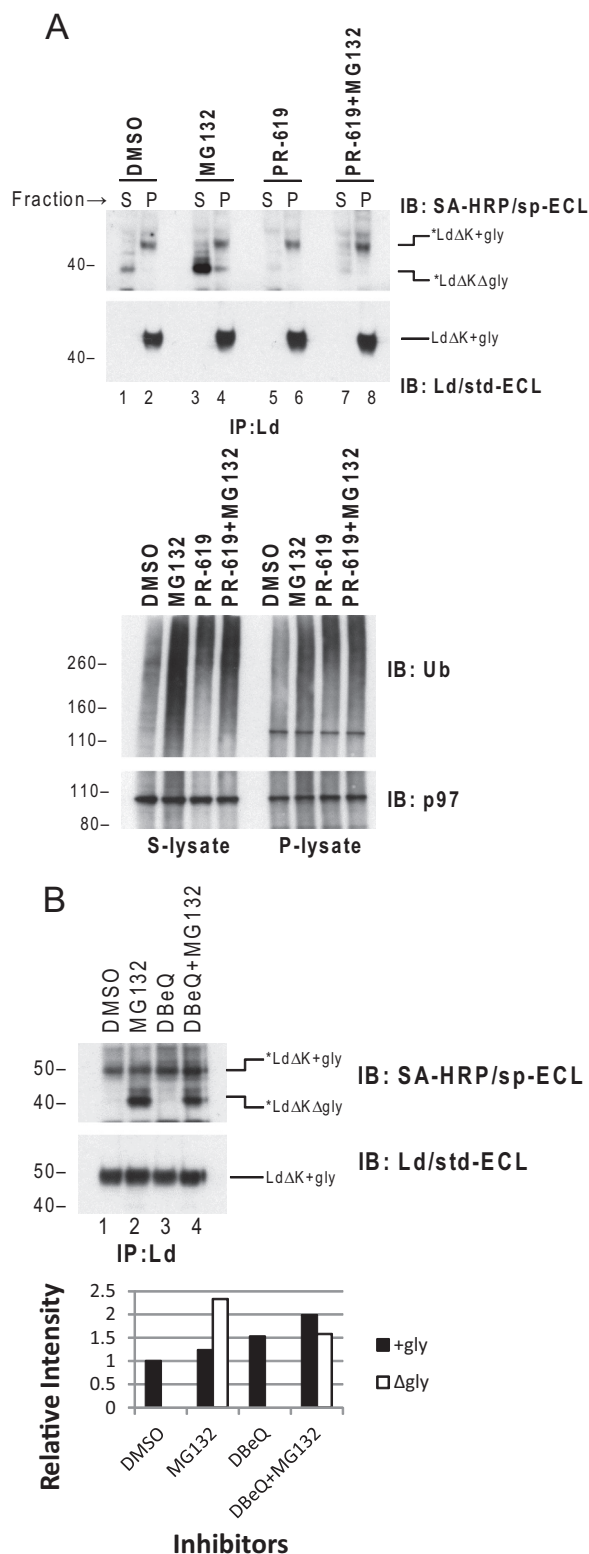 A
DMSO
MG132
PR-619
PR-619+MG132
Fraction→ S P S P S P S P
IB: SA-HRP/sp-ECL
*LdΔK+gly
40–
*LdΔKΔgly
LdΔK+gly
40–
IB: Ld/std-ECL
1 2 3 4 5 6 7 8
IP:Ld
DMSO
MG132
PR-619
PR-619+MG132
DMSO
MG132
PR-619
PR-619+MG132
260–
IB: Ub
160–
110–
110–
IB: p97
80–
S-lysate P-lysate
B
DMSO
MG132
DBeQ
DBeQ+MG132
*LdΔK+gly
50–
IB: SA-HRP/sp-ECL
40–
*LdΔKΔgly
IB: Ld/std-ECL
50–
LdΔK+gly
40–
1 2 3 4
IP:Ld
2.5
2
1.5
1
0.5
0
Relative Intensity
+gly
Δgly
DMSO
MG132
DBeQ
DBeQ+MG132
Inhibitors